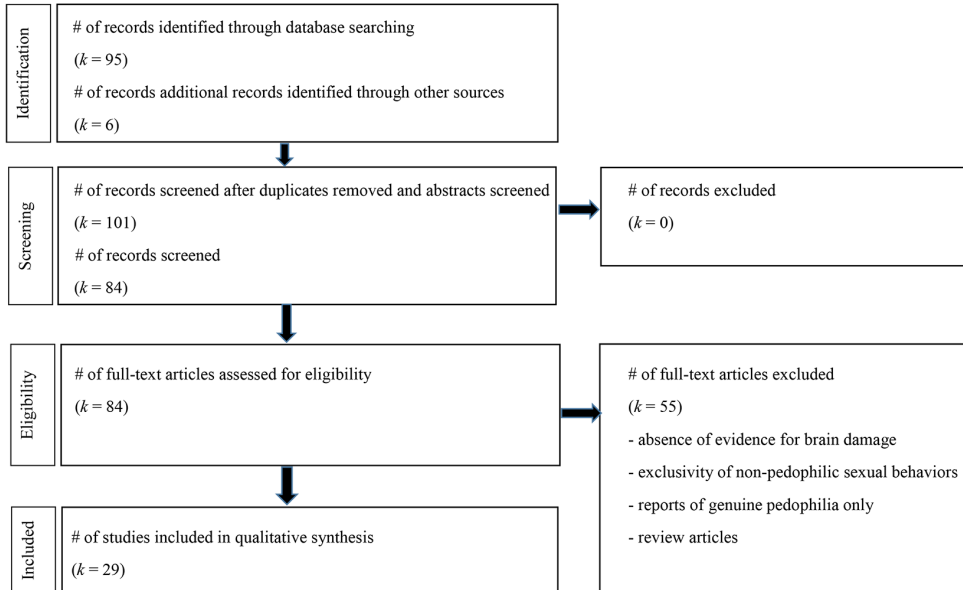 Identification
# of records identified through database searching
(k = 95)
# of records additional records identified through other sources
(k = 6)
Screening
# of records screened after duplicates removed and abstracts screened
(k = 101)
# of records screened
(k = 84)
# of records excluded
(k = 0)
Eligibility
# of full-text articles assessed for eligibility
(k = 84)
# of full-text articles excluded
(k = 55)
- absence of evidence for brain damage
- exclusivity of non-pedophilic sexual behaviors
- reports of genuine pedophilia only
- review articles
Included
# of studies included in qualitative synthesis
(k = 29)